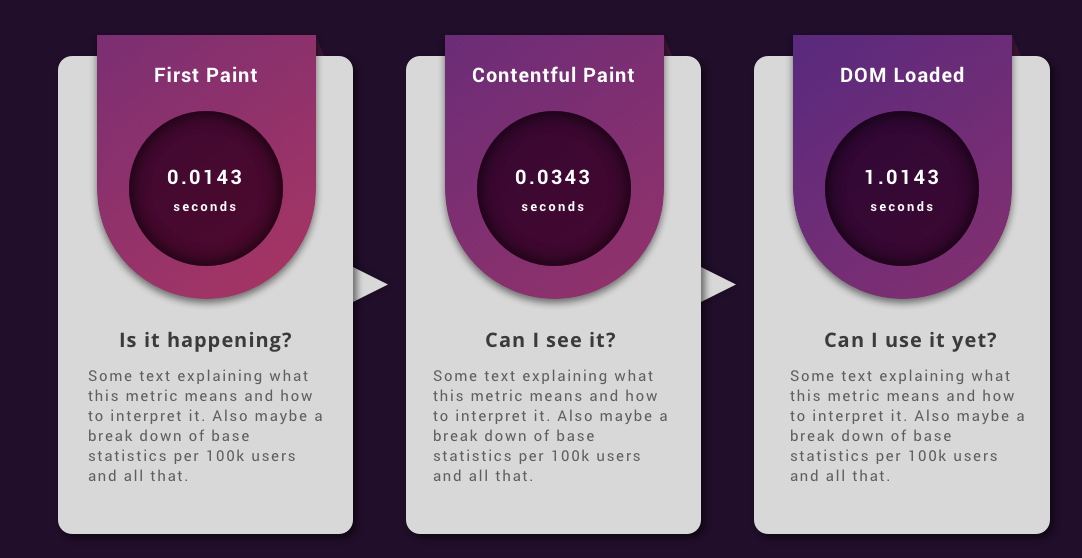 First Paint
0.0143
seconds
Is it happening?
Some text explaining what
this metric means and how
to interpret it. Also maybe a
break down of base
statistics per 100k users
and all that.
Contentful Paint
0.0343
seconds
Can I see it?
Some text explaining what
this metric means and how
to interpret it. Also maybe a
break down of base
statistics per 100k users
and all that.
DOM Loaded
1.0143
seconds
Can I use it yet?
Some text explaining what
this metric means and how
to interpret it. Also maybe a
break down of base
statistics per 100k users
and all that.